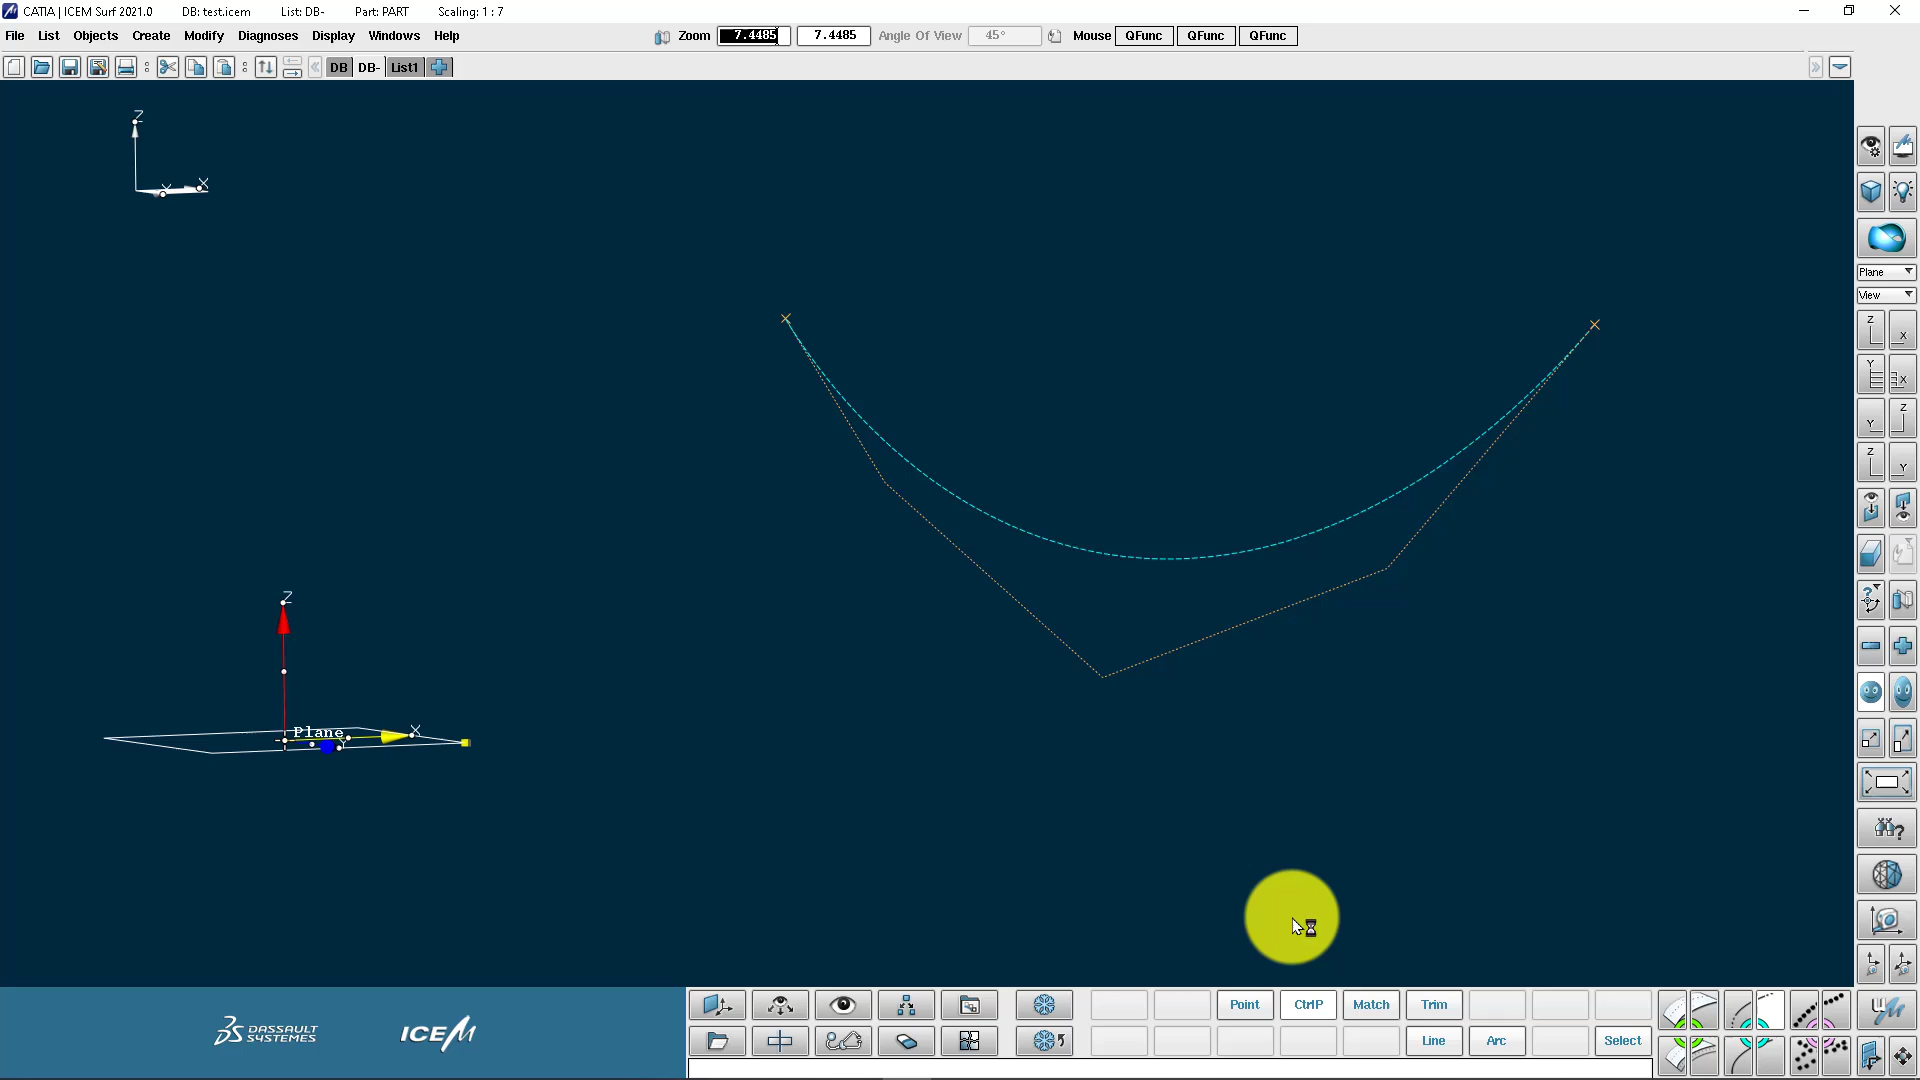 CATIA | ICEM Surf 2021.0 DB: test.icem List: DB- Part: PART Scaling: 1 : 7
File List Objects Create Modify Diagnoses Display Windows Help Zoom 7.4485 7.4485 Angle Of View 45° Mouse QFunc QFunc QFunc
DB DB- List1
Z
X
Plane
View
Z X
Y X
Y Z
Z Y
Z
Plane
X
Point CtrlP Match Trim
DASSAULT SYSTEMES ICEM
Line Arc Select